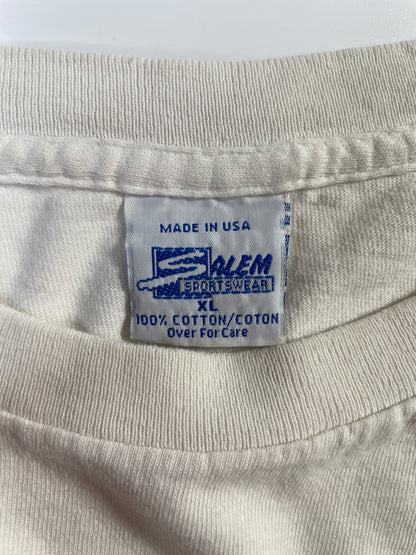 MADE IN USA
SALEM
SPORTSWEAR
XL
100% COTTON/COTON
Over For Care